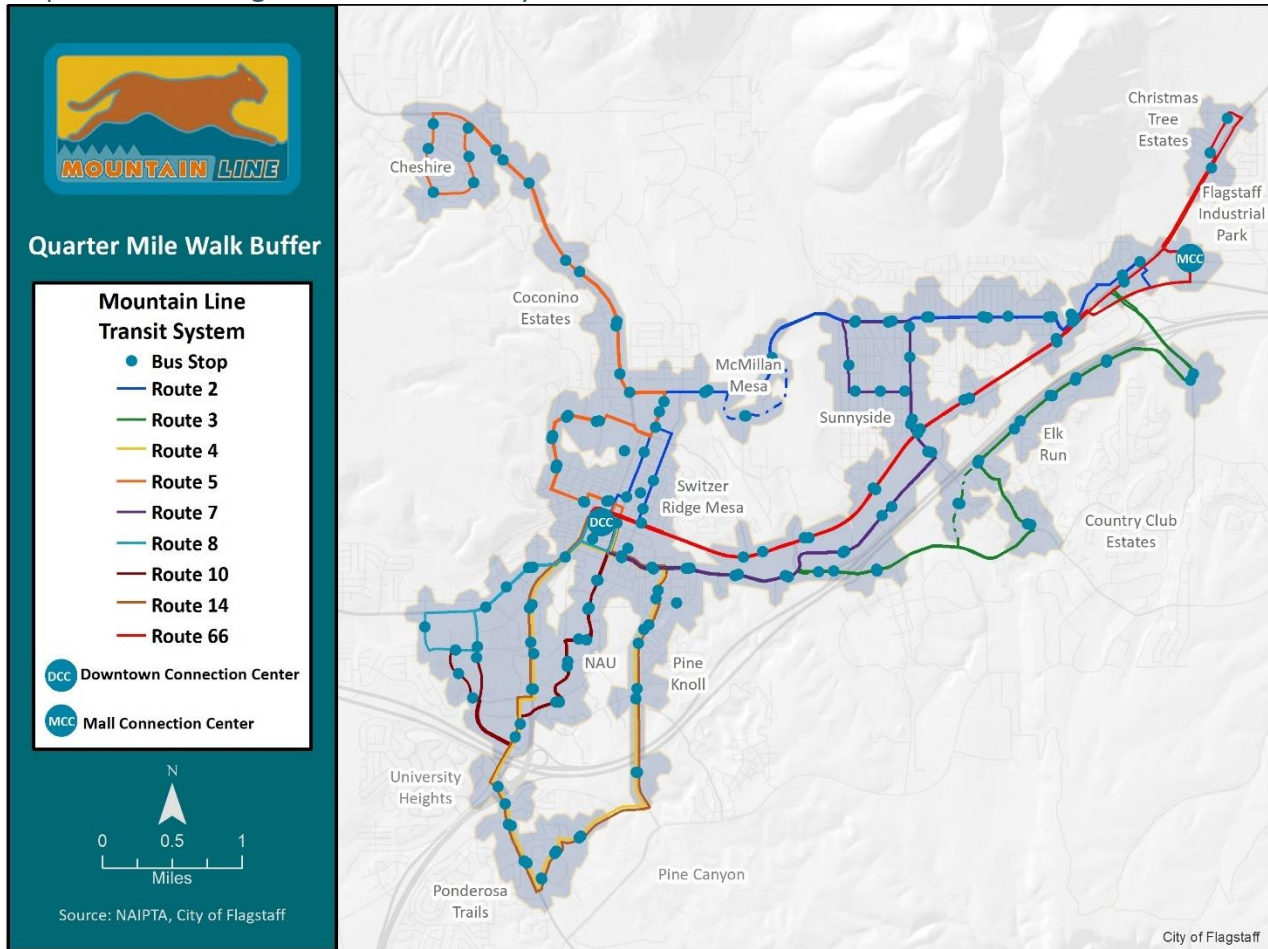 MOUNTAIN LINE
Quarter Mile Walk Buffer
Mountain Line
Transit System
Bus Stop
Route 2
Route 3
Route 4
Route 5
Route 7
Route 8
Route 10
Route 14
Route 66
DCC Downtown Connection Center
MCC Mall Connection Center
N
0 0.5 1
Miles
Source: NAIPTA, City of Flagstaff
Christmas
Tree
Estates
Cheshire
Flagstaff
Industrial
Park
MCC
Coconino
Estates
McMillan
Mesa
Sunnyside
Elk
Run
Switzer
Ridge Mesa
DCC
Country Club
Estates
NAU
Pine
Knoll
University
Heights
Pine Canyon
Ponderosa
Trails
City of Flagstaff